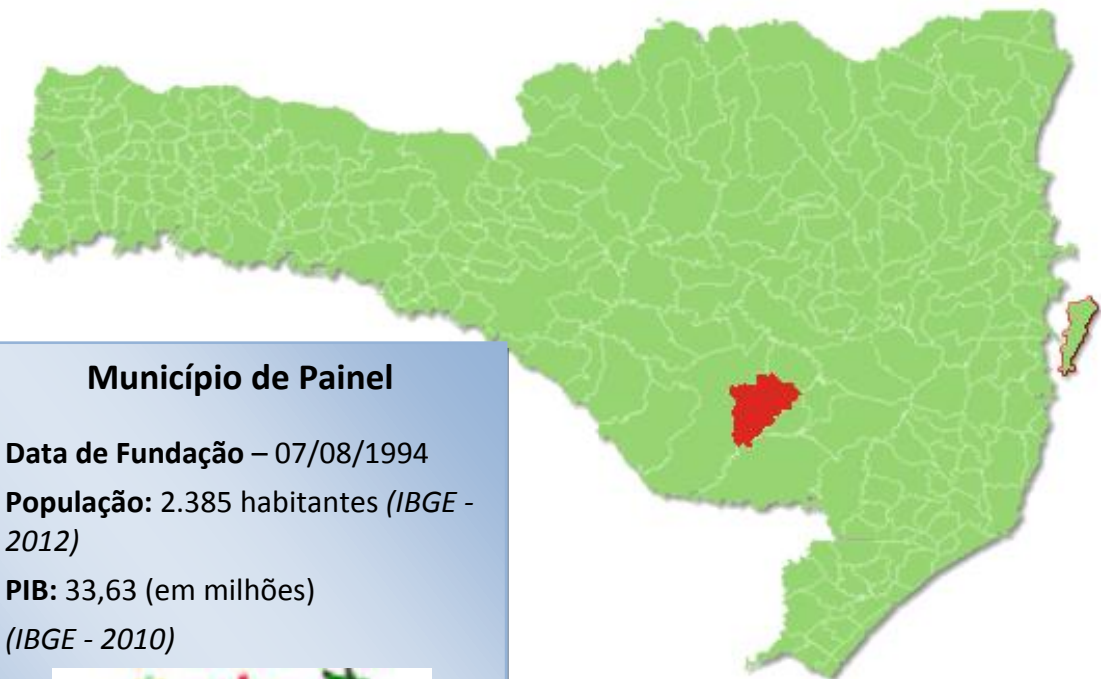 Município de Painel
Data de Fundação – 07/08/1994
População: 2.385 habitantes (IBGE -
2012)
PIB: 33,63 (em milhões)
(IBGE - 2010)